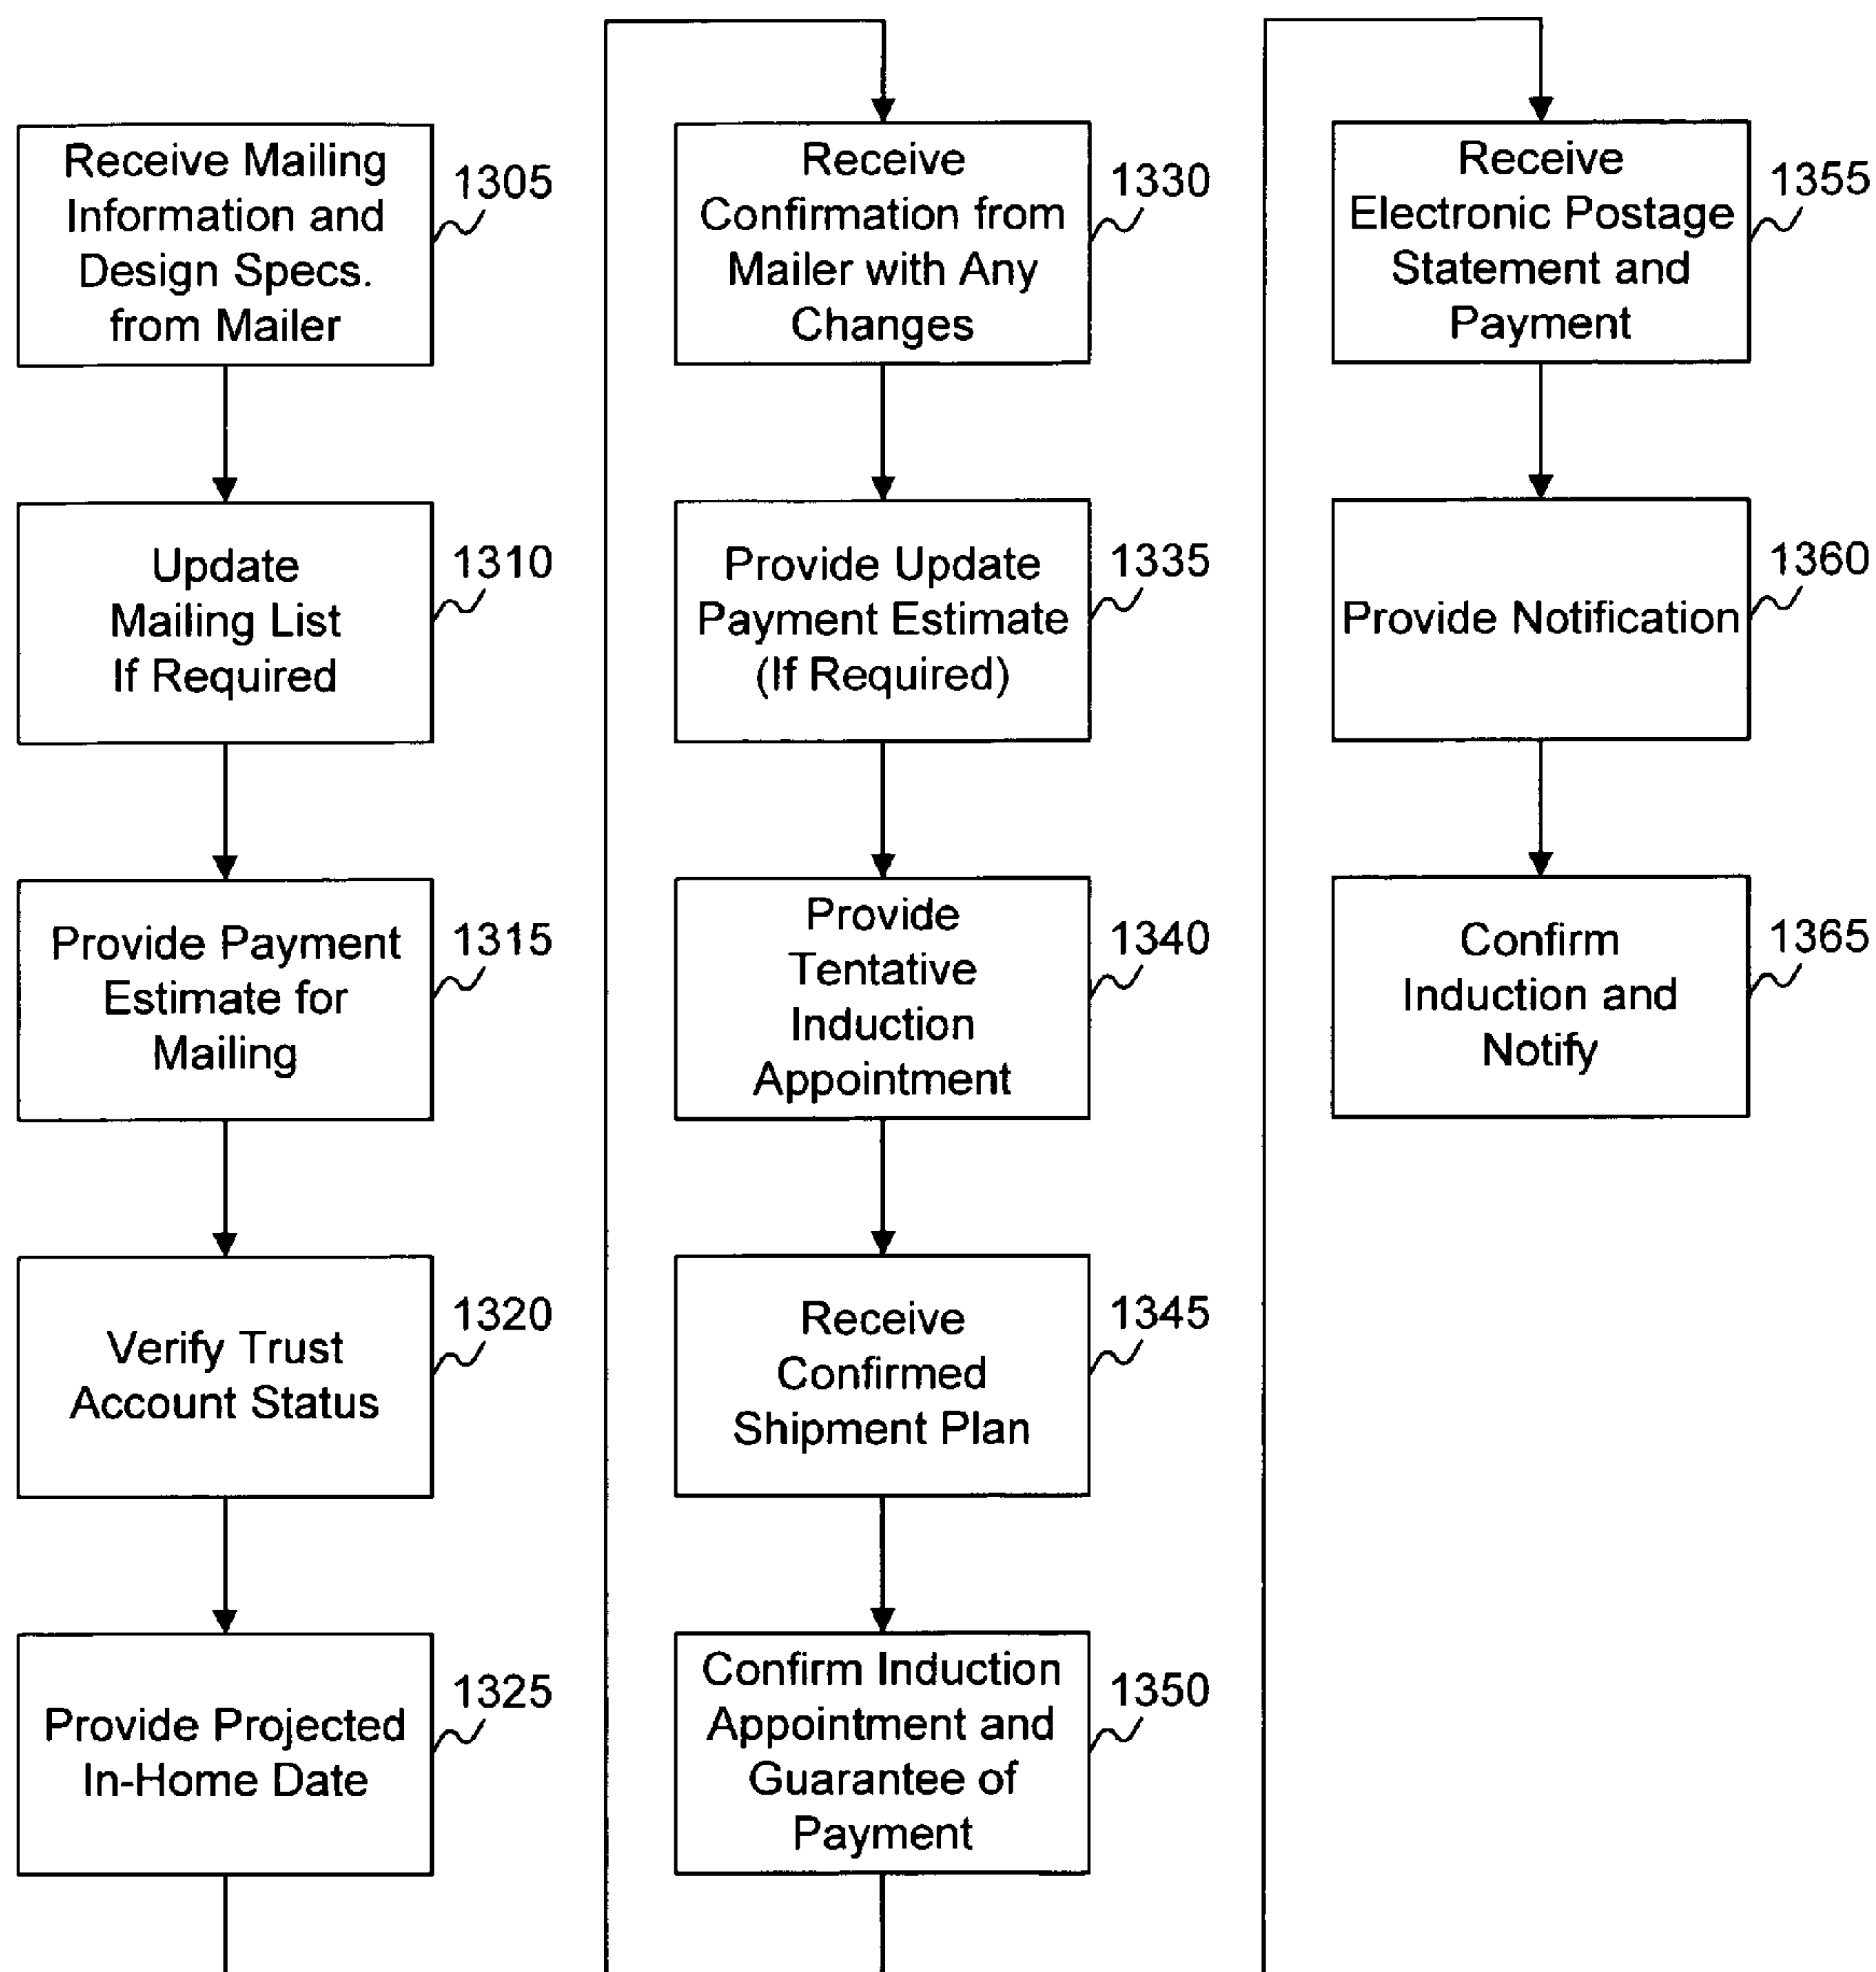 Receive Mailing
Information and
Design Specs.
from Mailer
1305
Update
Mailing List
If Required
1310
Provide Payment
Estimate for
Mailing
1315
Verify Trust
Account Status
1320
Provide Projected
In-Home Date
1325
Receive
Confirmation from
Mailer with Any
Changes
1330
Provide Update
Payment Estimate
(If Required)
1335
Provide
Tentative
Induction
Appointment
1340
Receive
Confirmed
Shipment Plan
1345
Confirm Induction
Appointment and
Guarantee of
Payment
1350
Receive
Electronic Postage
Statement and
Payment
1355
Provide Notification
1360
Confirm
Induction and
Notify
1365